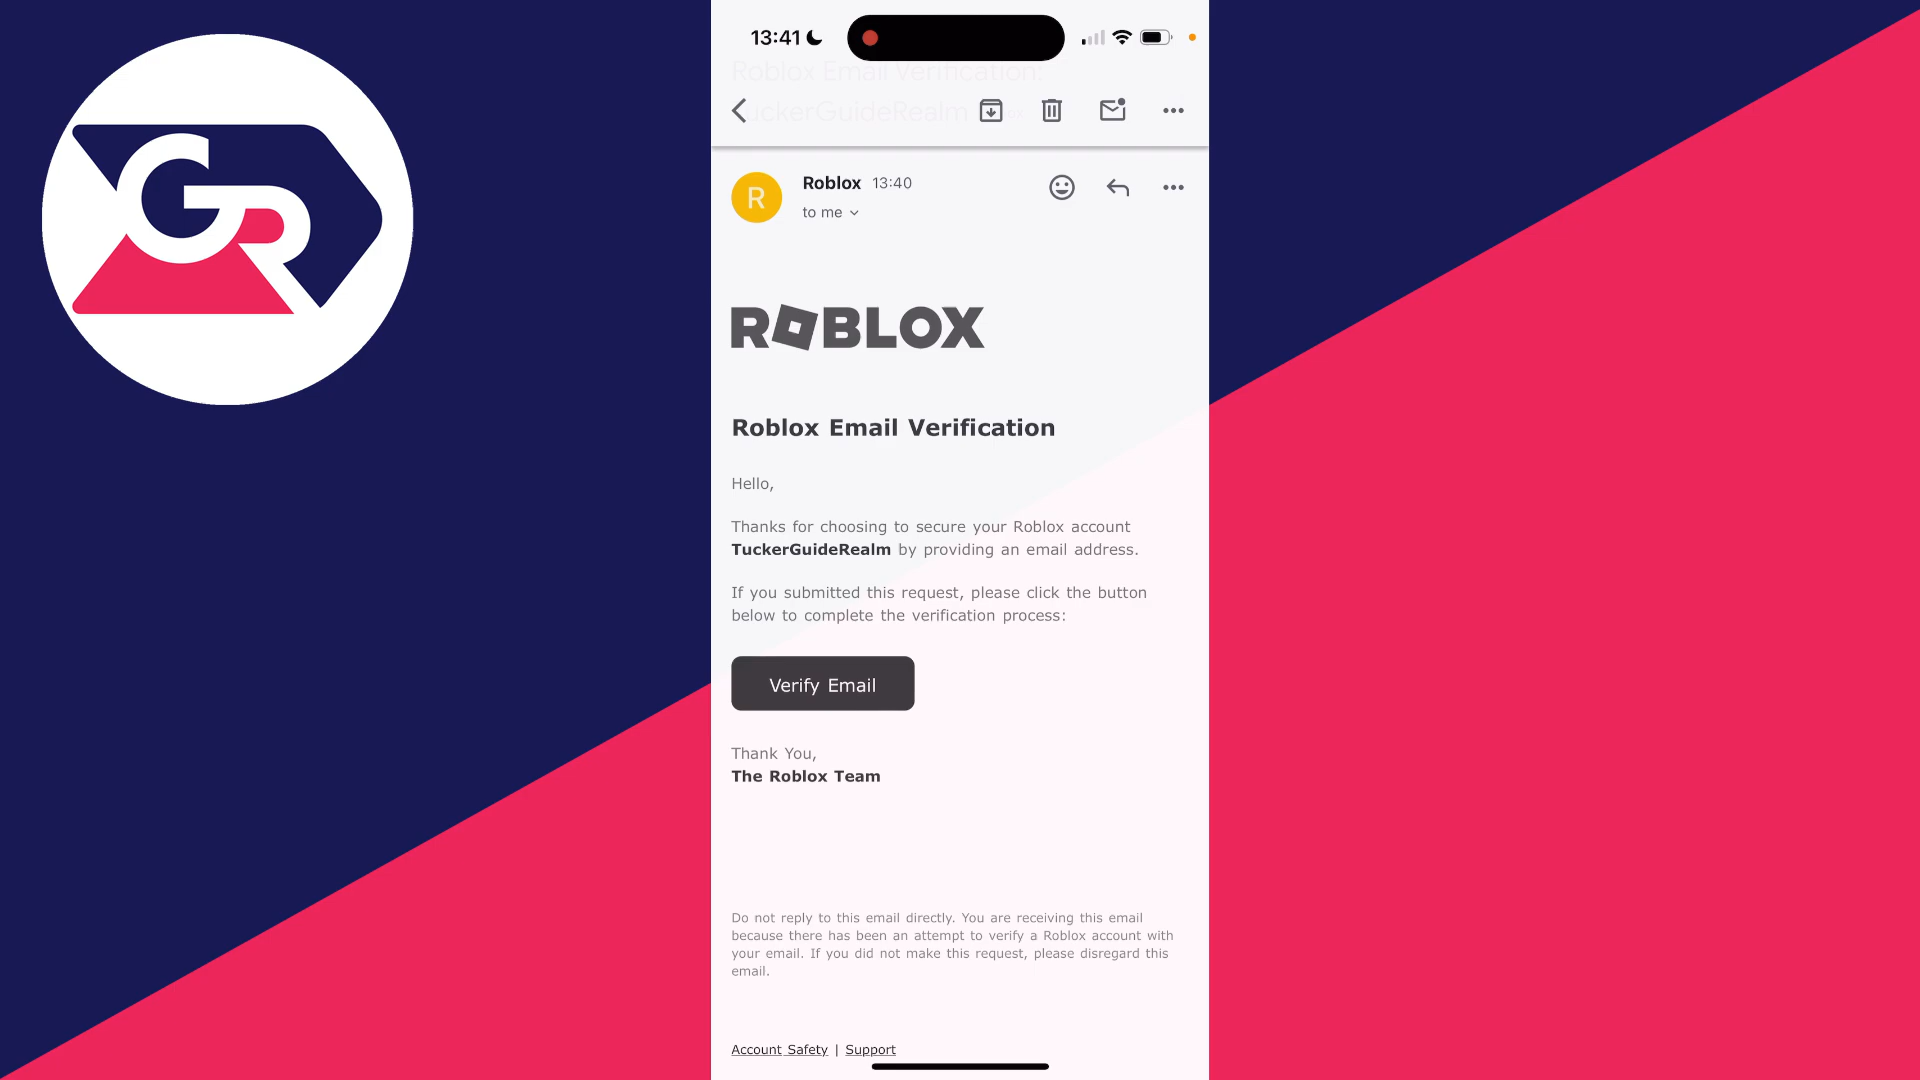 13:41
Roblox Email Verification:
uckerGuideRealm
GR
R
Roblox 13:40
to me
ROBLOX
Roblox Email Verification
Hello,
Thanks for choosing to secure your Roblox account
TuckerGuideRealm by providing an email address.
If you submitted this request, please click the button
below to complete the verification process:
Verify Email
Thank You,
The Roblox Team
Do not reply to this email directly. You are receiving this email
because there has been an attempt to verify a Roblox account with
your email. If you did not make this request, please disregard this
email.
Account Safety | Support